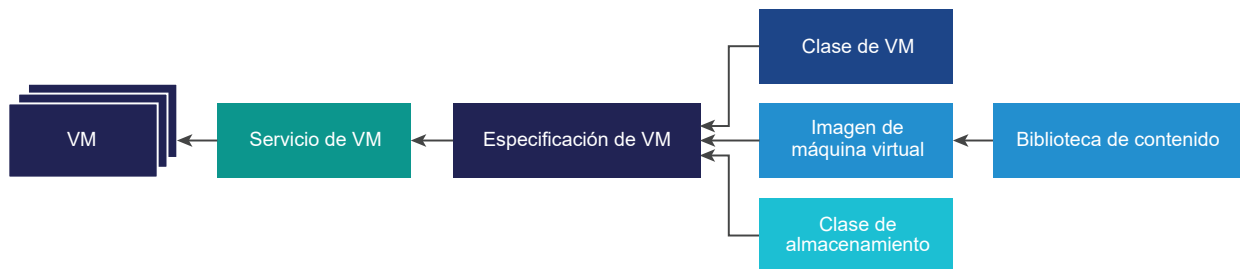 Clase de VM
VM
Servicio de VM
Especificación de VM
Imagen de
máquina virtual
Biblioteca de contenido
Clase de
almacenamiento